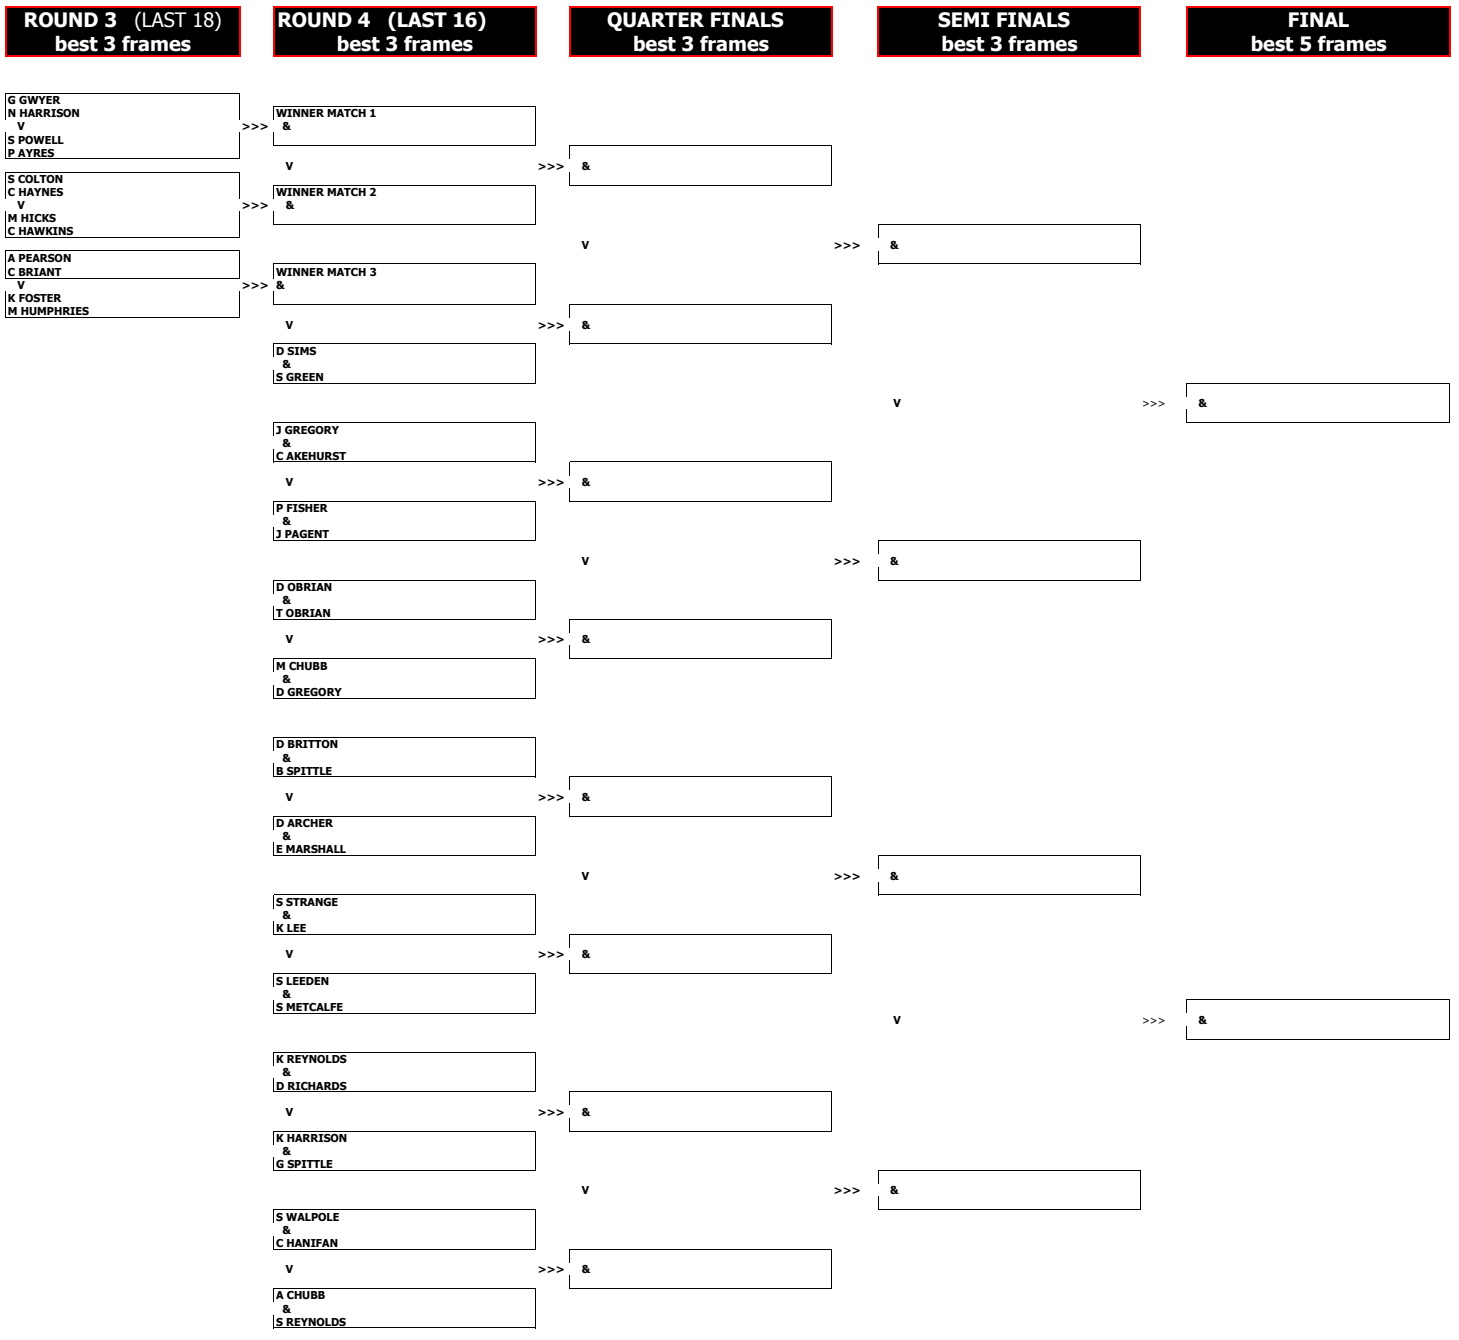 ROUND 3 (LAST 18)
best 3 frames
ROUND 4 (LAST 16)
best 3 frames
QUARTER FINALS
best 3 frames
SEMI FINALS
best 3 frames
FINAL
best 5 frames
G GWYER
N HARRISON
V
S POWELL
P AYRES
>>>
S COLTON
C HAYNES
V
M HICKS
C HAWKINS
>>>
A PEARSON
C BRIANT
V
K FOSTER
M HUMPHRIES
>>>
WINNER MATCH 1
&
V
>>>
WINNER MATCH 2
&
WINNER MATCH 3
&
V
>>>
D SIMS
&
S GREEN
J GREGORY
&
C AKEHURST
V
>>>
P FISHER
&
J PAGENT
D OBRIAN
&
T OBRIAN
V
>>>
M CHUBB
&
D GREGORY
D BRITTON
&
B SPITTLE
V
>>>
D ARCHER
&
E MARSHALL
S STRANGE
&
K LEE
V
>>>
S LEEDEN
&
S METCALFE
K REYNOLDS
&
D RICHARDS
V
>>>
K HARRISON
&
G SPITTLE
S WALPOLE
&
C HANIFAN
V
>>>
A CHUBB
&
S REYNOLDS
&
V
>>>
&
&
V
>>>
&
&
V
>>>
&
&
V
>>>
&
&
V
>>>
&
&
V
>>>
&
&
&